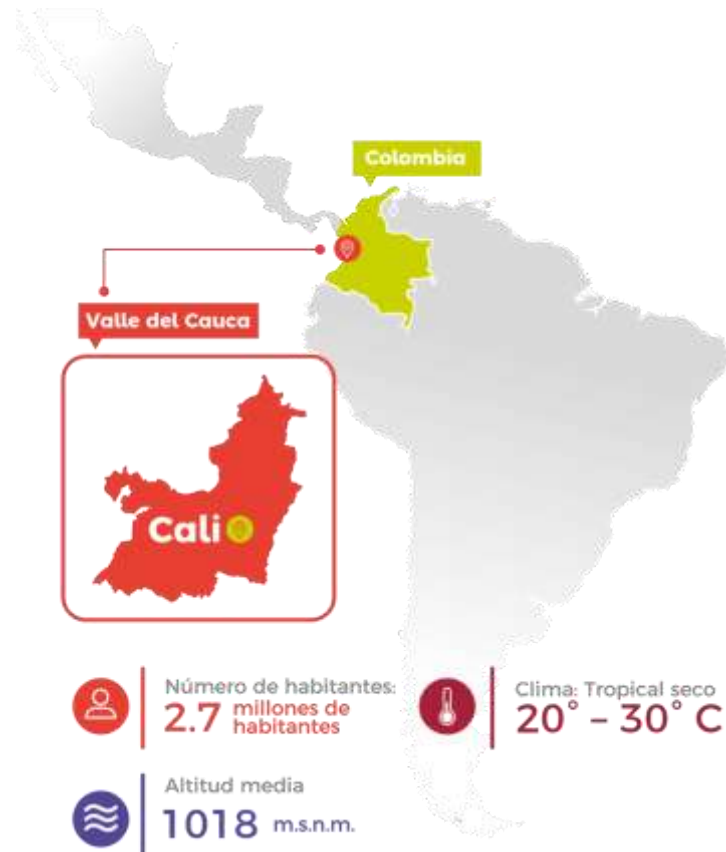 Colombia
Valle del Cauca
Cali
Número de habitantes:
2.7 millones de
habitantes
Clima: Tropical seco
20° – 30° C
Altitud media
1018 m.s.n.m.